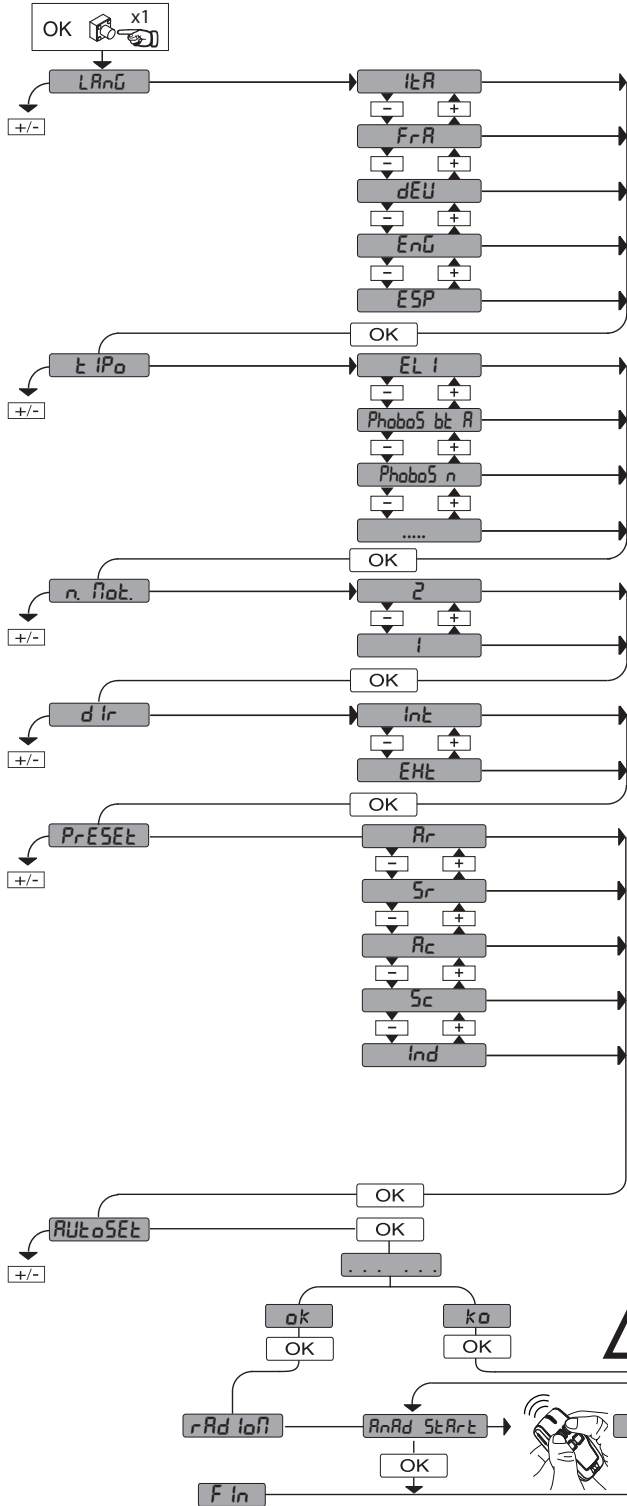 OK x1
LAnG
+/-
ItA
- +
FrA
- +
dEU
- +
EnG
- +
ESP
OK
tIPo
+/-
EL I
- +
PhoboS bt A
- +
PhoboS n
- +
.....
OK
n. Mot.
+/-
2
- +
1
OK
dIr
+/-
Int
- +
EHt
OK
PrESEt
+/-
Ar
- +
Sr
- +
Ac
- +
Sc
- +
Ind
OK
AUtoSEt
OK
+/-
. . . . . .
ok ko
OK OK
rAdIoM AnAd StArt
OK
FIn